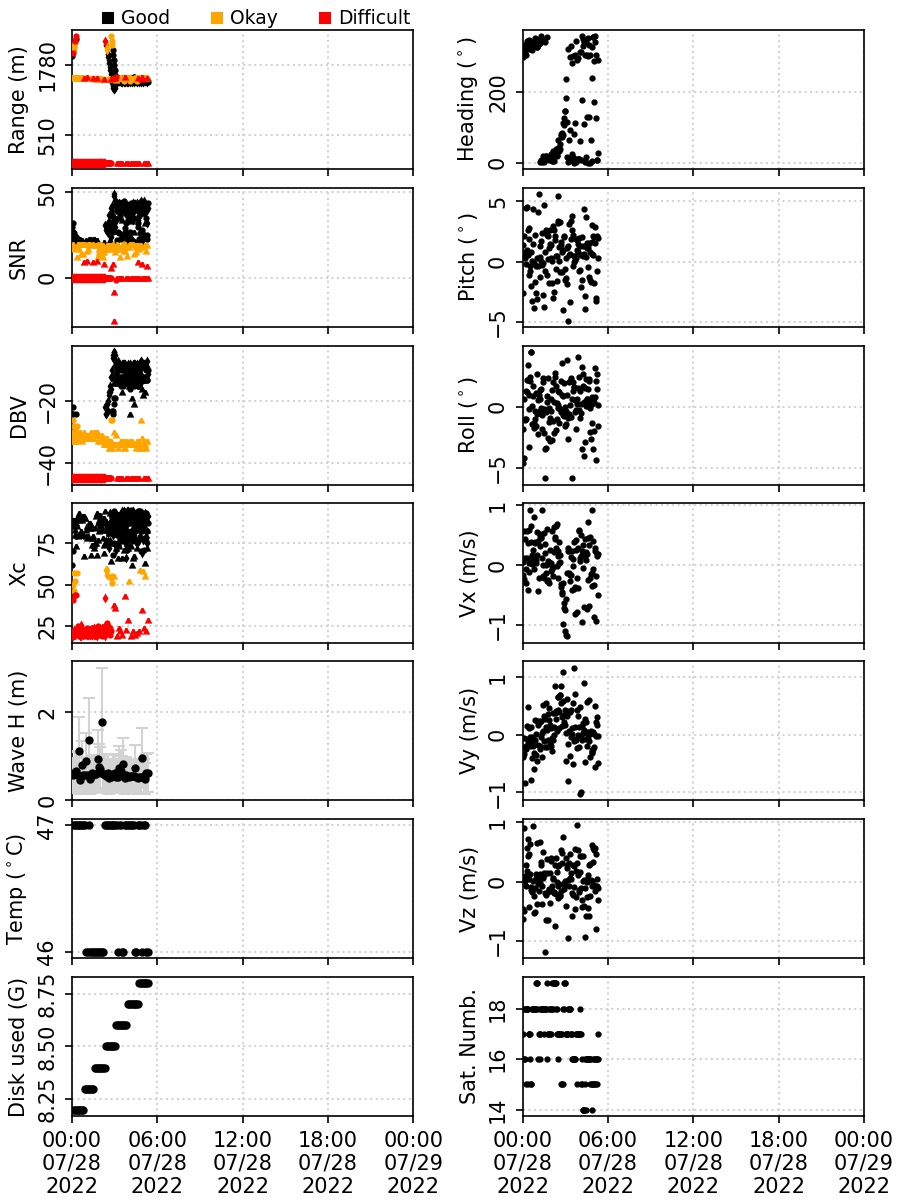 Good Okay Difficult
Range (m)
1780
510
Heading (°)
200
0
SNR
50
0
Pitch (°)
5
0
−5
DBV
−20
−40
Roll (°)
0
−5
Xc
75
50
25
Vx (m/s)
1
0
−1
Wave H (m)
2
0
Vy (m/s)
1
0
−1
Temp (°C)
47
46
Vz (m/s)
1
0
−1
Disk used (G)
8.75
8.50
8.25
Sat. Numb.
18
16
14
00:00 06:00 12:00 18:00 00:00
07/28 07/28 07/28 07/28 07/29
2022 2022 2022 2022 2022
00:00 06:00 12:00 18:00 00:00
07/28 07/28 07/28 07/28 07/29
2022 2022 2022 2022 2022